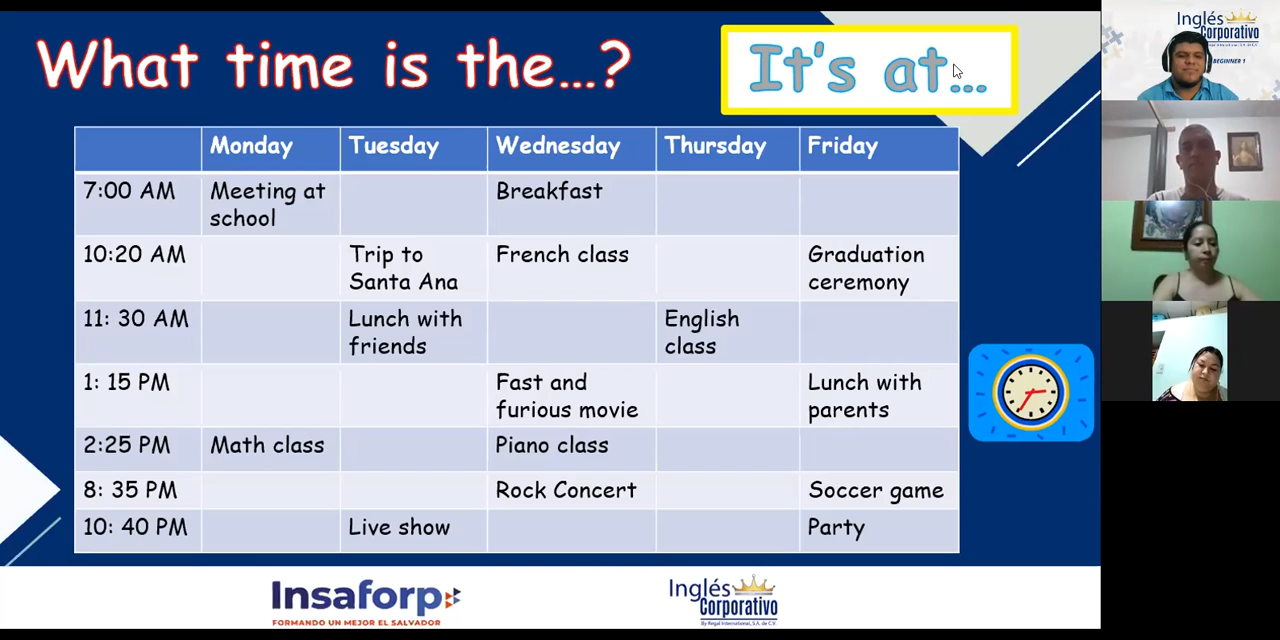 What time is the...?
It's at...
Monday Tuesday Wednesday Thursday Friday
7:00 AM Meeting at school Breakfast
10:20 AM Trip to Santa Ana French class Graduation ceremony
11: 30 AM Lunch with friends English class
1: 15 PM Fast and furious movie Lunch with parents
2:25 PM Math class Piano class
8: 35 PM Rock Concert Soccer game
10: 40 PM Live show Party
Insaforp
FORMANDO UN MEJOR EL SALVADOR
Inglés
Corporativo
By Regal International, S.A. de C.V.
Inglés
Corporativo
BEGINNER 1